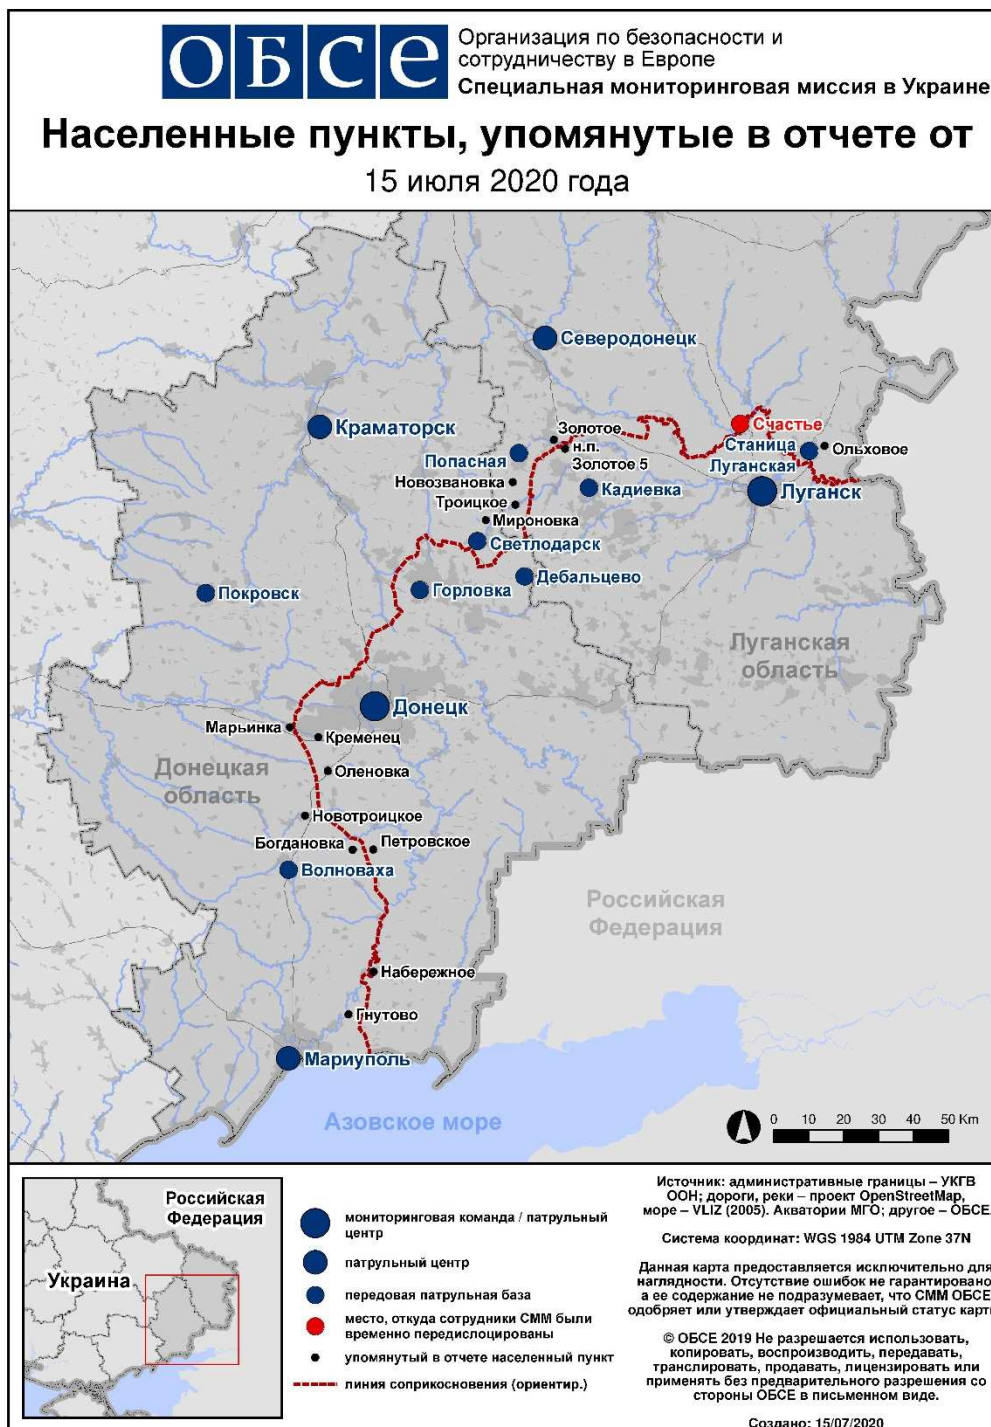 ОБСЕ
Организация по безопасности и
сотрудничеству в Европе
Специальная мониторинговая миссия в Украине
Населенные пункты, упомянутые в отчете от
15 июля 2020 года
Северодонецк
Краматорск
Счастье
Золотое
н.п.
Золотое 5
Станица
Луганская
Ольховое
Попасная
Новозвановка
Кадиевка
Луганск
Троицкое
Мироновка
Светлодарск
Дебальцево
Горловка
Покровск
Луганская
область
Донецк
Марьинка
Кременец
Донецкая
область
Оленовка
Новотроицкое
Богдановка
Петровское
Волноваха
Российская
Федерация
Набережное
Гнутово
Мариуполь
Азовское море
0 10 20 30 40 50 Km
Российская
Федерация
Украина
мониторинговая команда / патрульный
центр
патрульный центр
передовая патрульная база
место, откуда сотрудники СММ были
временно передислоцированы
упомянутый в отчете населенный пункт
линия соприкосновения (ориентир.)
Источник: административные границы – УКГВ
ООН; дороги, реки – проект OpenStreetMap,
море – VLIZ (2005). Акватории МГО; другое – ОБСЕ.
Система координат: WGS 1984 UTM Zone 37N
Данная карта предоставляется исключительно для
наглядности. Отсутствие ошибок не гарантировано
а ее содержание не подразумевает, что СММ ОБСЕ
одобряет или утверждает официальный статус карт
© ОБСЕ 2019 Не разрешается использовать,
копировать, воспроизводить, передавать,
транслировать, продавать, лицензировать или
применять без предварительного разрешения со
стороны ОБСЕ в письменном виде.
Создано: 15/07/2020